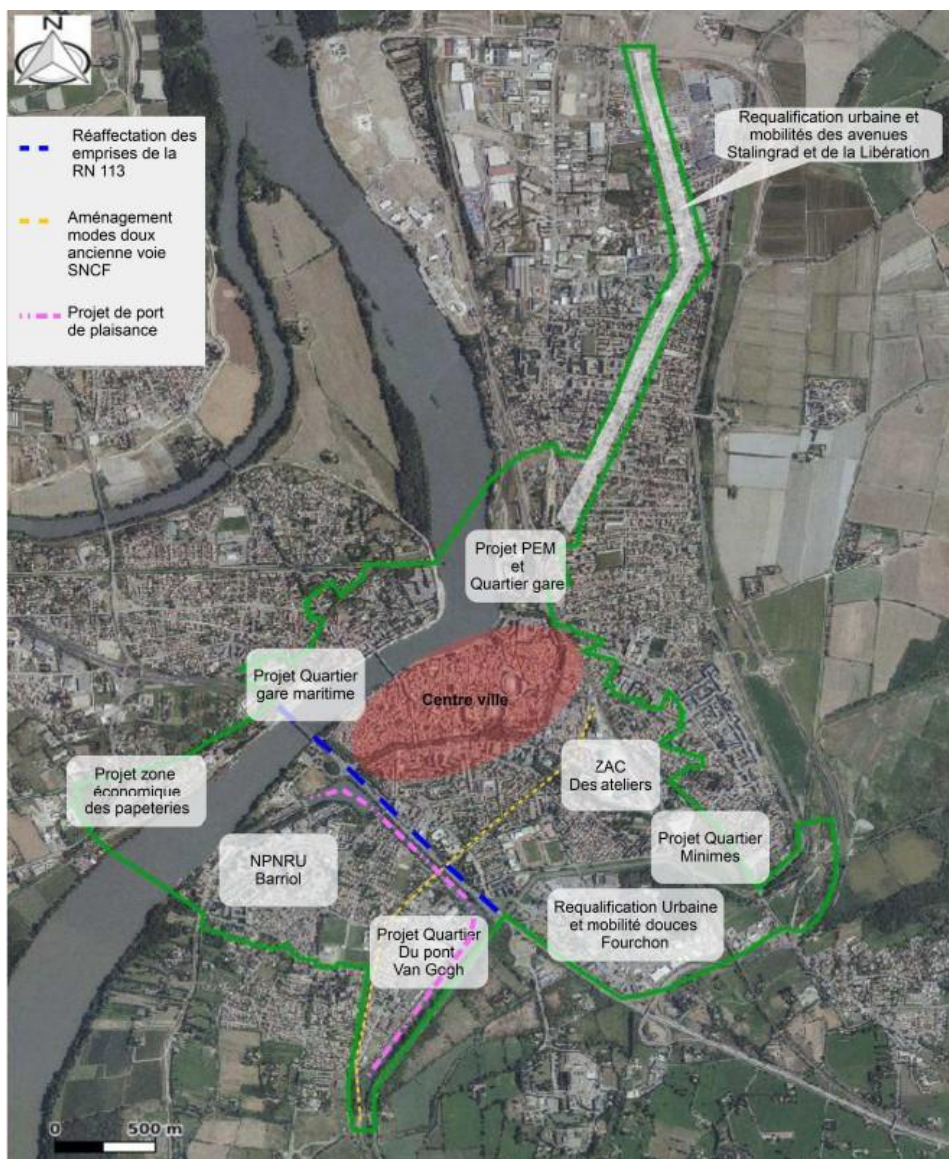 N
Requalification urbaine et
mobilités des avenues
Stalingrad et de la Libération
Réaffectation des
emprises de la
RN 113
Aménagement
modes doux
ancienne voie
SNCF
Projet de port
de plaisance
Projet PEM
et
Quartier gare
Projet Quartier
gare maritime
Centre ville
Projet zone
économique
des papeteries
ZAC
Des ateliers
Projet Quartier
Minimes
NPNRU
Barriol
Requalification Urbaine
et mobilité douces
Fourchon
Projet Quartier
Du pont
Van Gogh
0 500 m